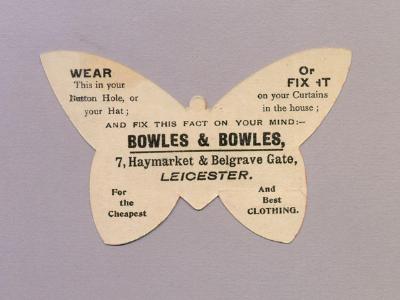 WEAR
This in your
Button Hole, or
your Hat;
Or
FIX IT
on your Curtains
in the house;
AND FIX THIS FACT ON YOUR MIND:—
BOWLES & BOWLES,
7, Haymarket & Belgrave Gate,
LEICESTER.
For
the
Cheapest
And
Best
CLOTHING.